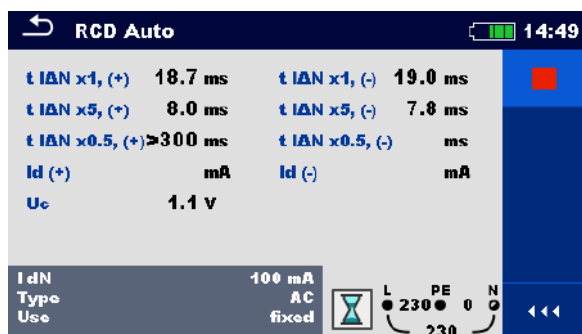 RCD Auto 14:49
t IΔN x1, (+) 18.7 ms t IΔN x1, (-) 19.0 ms
t IΔN x5, (+) 8.0 ms t IΔN x5, (-) 7.8 ms
t IΔN x0.5, (+) >300 ms t IΔN x0.5, (-) ms
Id (+) mA Id (-) mA
Uc 1.1 V
I dN 100 mA
Type AC
Use fixed
L PE N
230 0
230